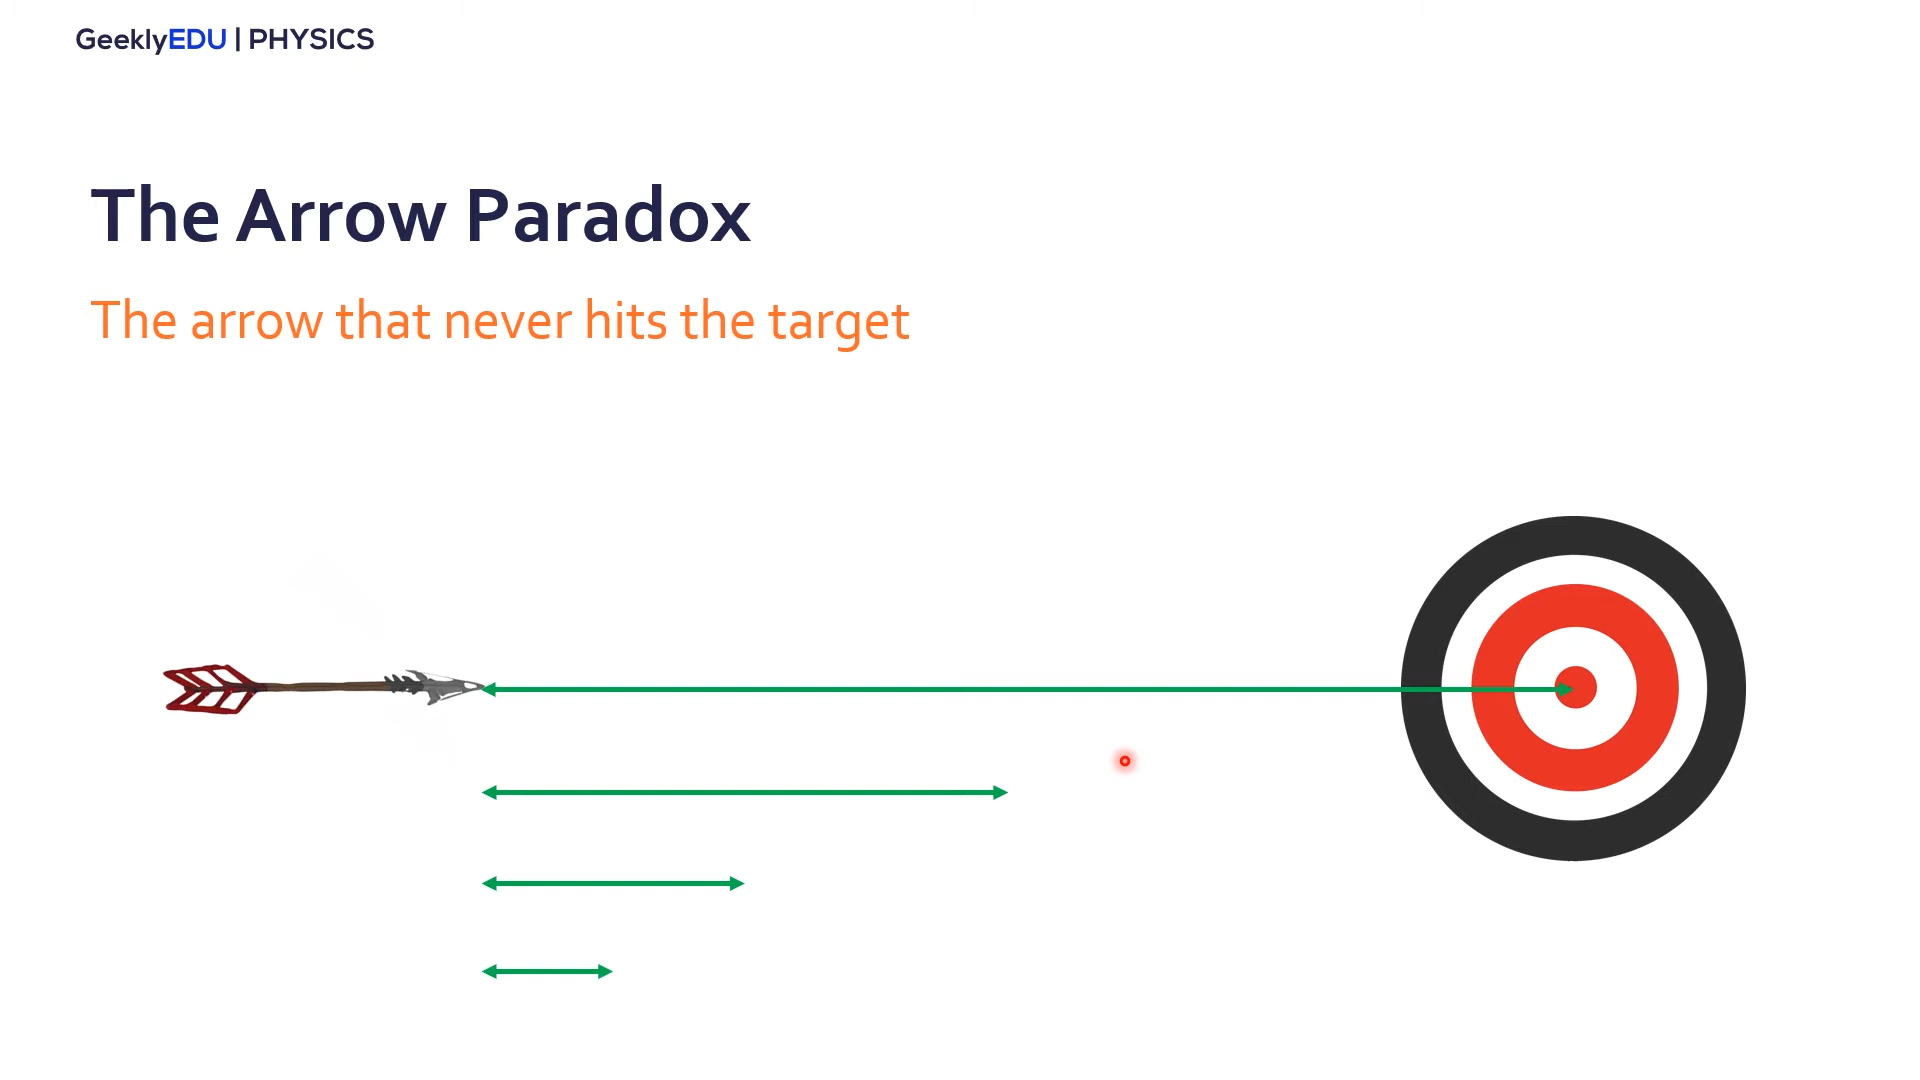 GeeklyEDU | PHYSICS
The Arrow Paradox
The arrow that never hits the target